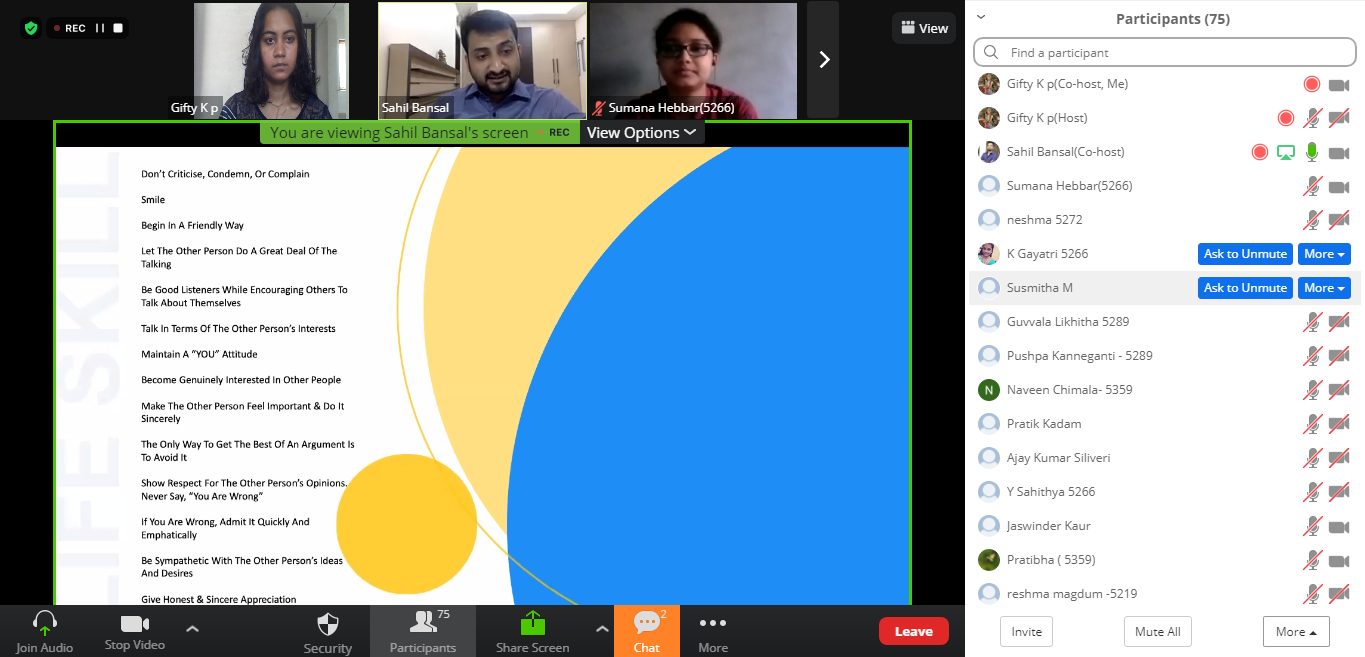 REC
View
Gifty K p
Sahil Bansal
Sumana Hebbar(5266)
You are viewing Sahil Bansal's screen
REC
View Options
LIFE SKILL
Don't Criticise, Condemn, Or Complain
Smile
Begin In A Friendly Way
Let The Other Person Do A Great Deal Of The
Talking
Be Good Listeners While Encouraging Others To
Talk About Themselves
Talk In Terms Of The Other Person's Interests
Maintain A "YOU" Attitude
Become Genuinely Interested In Other People
Make The Other Person Feel Important & Do It
Sincerely
The Only Way To Get The Best Of An Argument Is
To Avoid It
Show Respect For The Other Person's Opinions.
Never Say, "You Are Wrong"
If You Are Wrong, Admit It Quickly And
Emphatically
Be Sympathetic With The Other Person's Ideas
And Desires
Give Honest & Sincere Appreciation
Join Audio
Stop Video
Security
75
Participants
Share Screen
2
Chat
More
Leave
Participants (75)
Find a participant
Gifty K p(Co-host, Me)
Gifty K p(Host)
Sahil Bansal(Co-host)
Sumana Hebbar(5266)
neshma 5272
K Gayatri 5266 Ask to Unmute More
Susmitha M Ask to Unmute More
Guvvala Likhitha 5289
Pushpa Kanneganti - 5289
N Naveen Chimala- 5359
Pratik Kadam
Ajay Kumar Siliveri
Y Sahithya 5266
Jaswinder Kaur
Pratibha ( 5359)
reshma magdum -5219
Invite
Mute All
More